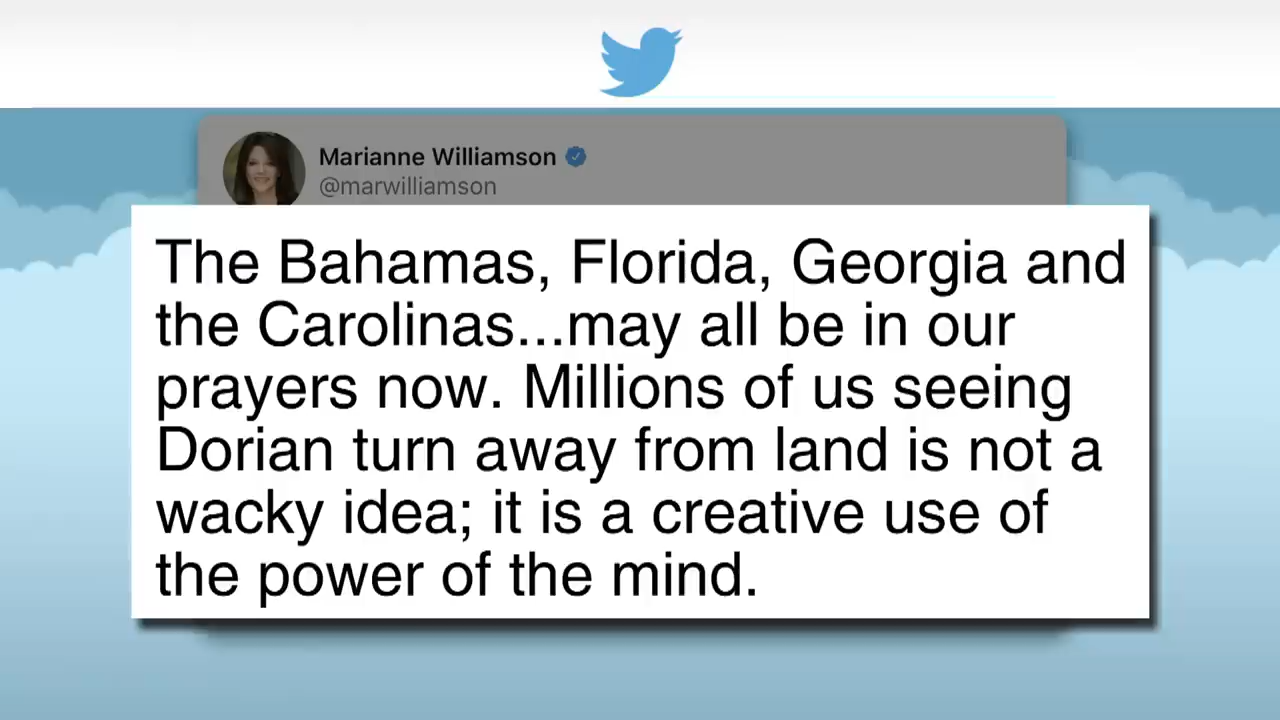 Marianne Williamson
@marwilliamson
The Bahamas, Florida, Georgia and
the Carolinas...may all be in our
prayers now. Millions of us seeing
Dorian turn away from land is not a
wacky idea; it is a creative use of
the power of the mind.